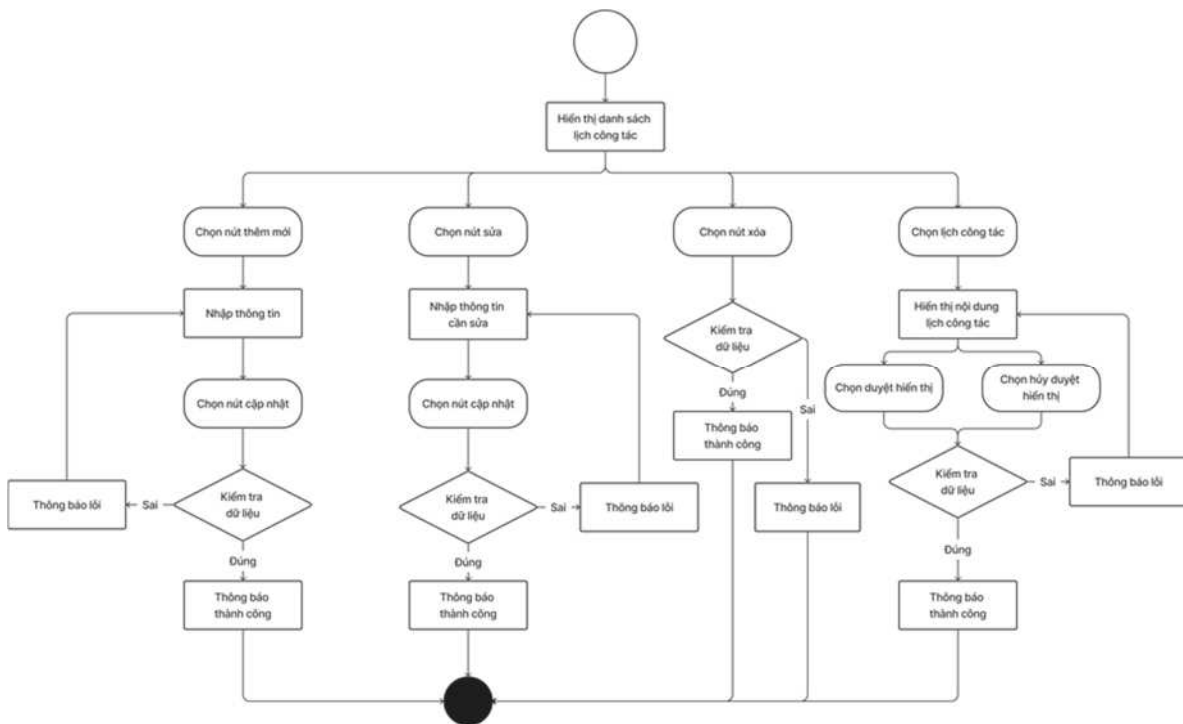 Hiển thị danh sách
lịch công tác
Chọn nút thêm mới
Chọn nút sửa
Chọn nút xóa
Chọn lịch công tác
Nhập thông tin
Nhập thông tin
cần sửa
Kiểm tra
dữ liệu
Hiển thị nội dung
lịch công tác
Chọn duyệt hiển thị
Chọn hủy duyệt
hiển thị
Chọn nút cập nhật
Chọn nút cập nhật
Đúng
Sai
Thông báo
thành công
Thông báo lỗi
Sai
Kiểm tra
dữ liệu
Kiểm tra
dữ liệu
Sai
Thông báo lỗi
Thông báo lỗi
Kiểm tra
dữ liệu
Sai
Thông báo lỗi
Đúng
Đúng
Đúng
Thông báo
thành công
Thông báo
thành công
Thông báo
thành công